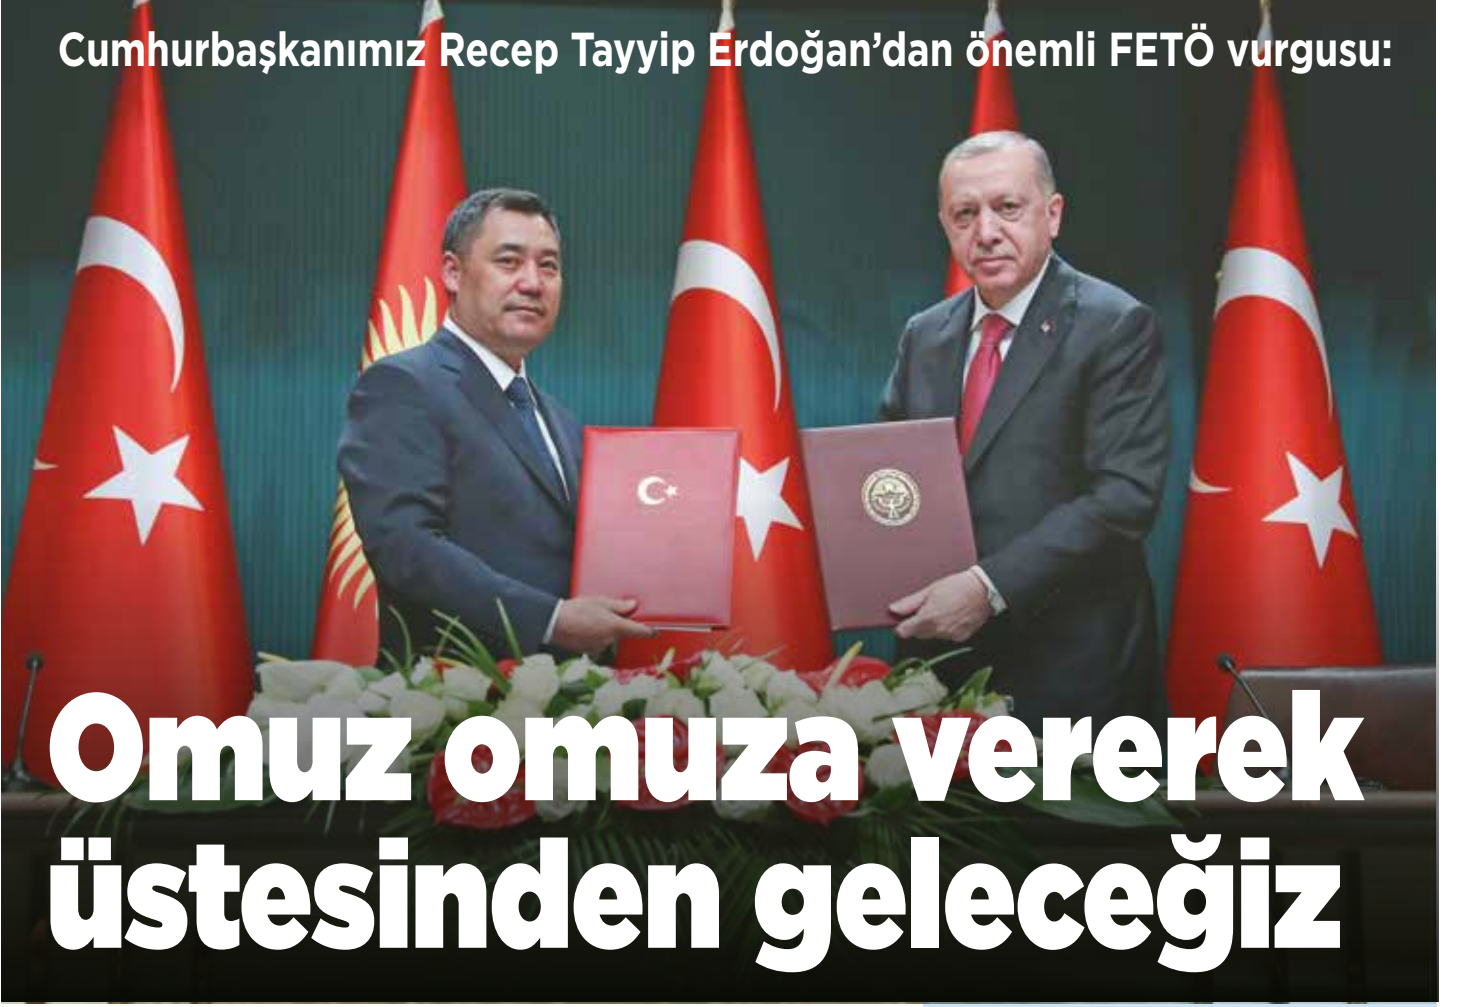 Cumhurbaşkanımız Recep Tayyip Erdoğan’dan önemli FETÖ vurgusu:
Omuz omuza vererek
üstesinden geleceğiz